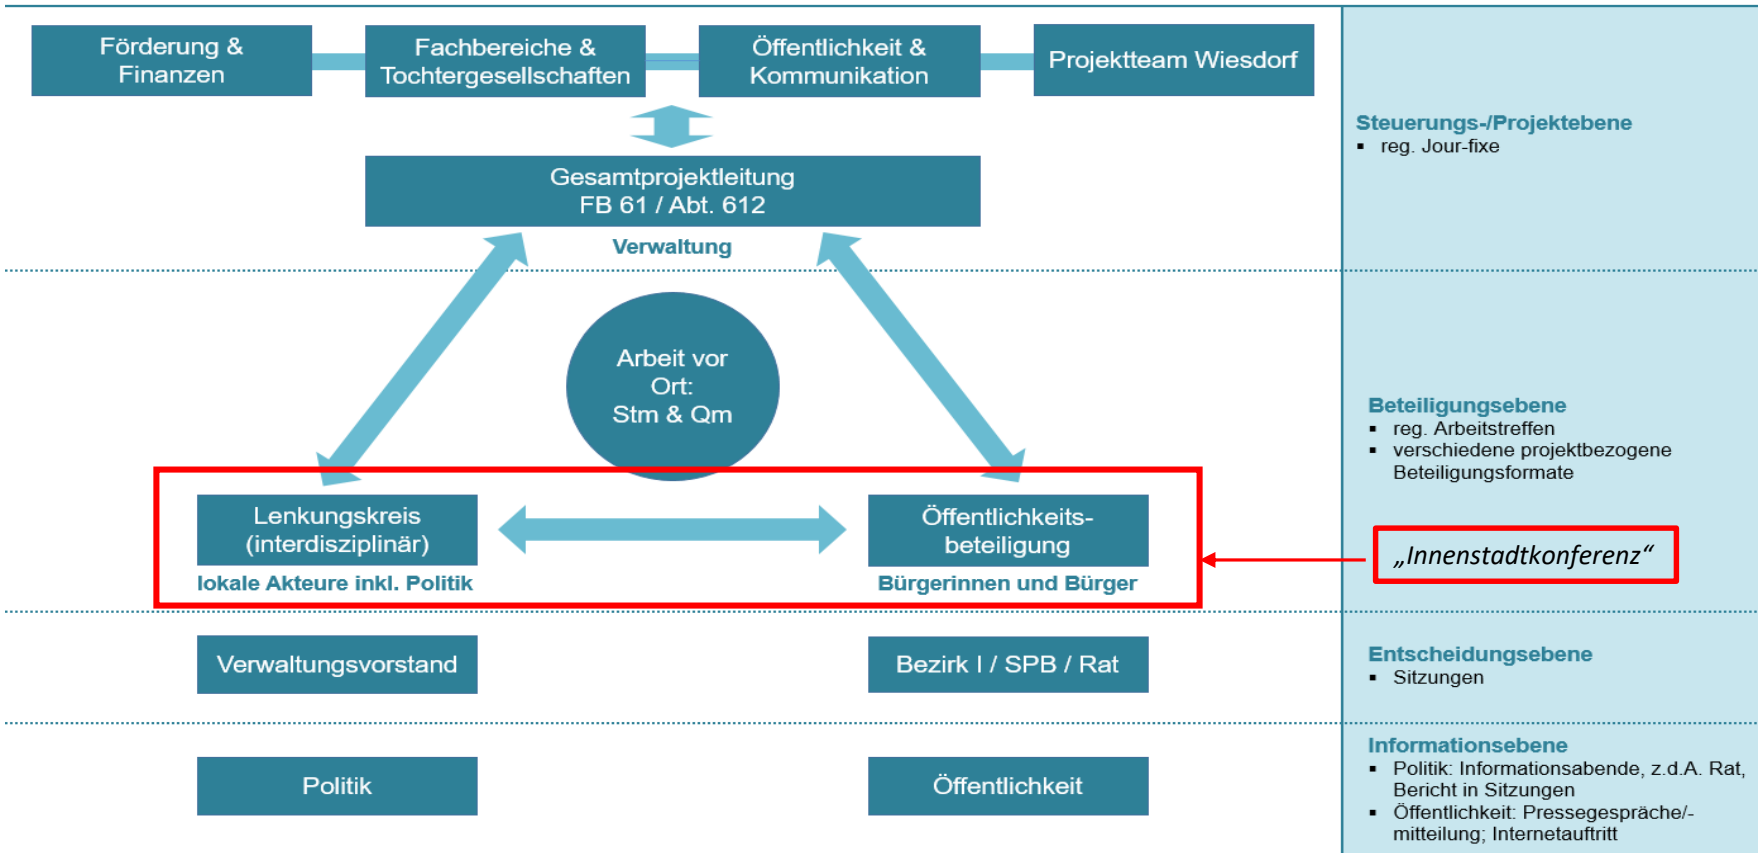 Förderung &
Finanzen
Fachbereiche &
Tochtergesellschaften
Öffentlichkeit &
Kommunikation
Projektteam Wiesdorf
Steuerungs-/Projektebene
▪ reg. Jour-fixe
Gesamtprojektleitung
FB 61 / Abt. 612
Verwaltung
Arbeit vor
Ort:
Stm & Qm
Beteiligungsebene
▪ reg. Arbeitstreffen
▪ verschiedene projektbezogene
Beteiligungsformate
Lenkungskreis
(interdisziplinär)
lokale Akteure inkl. Politik
Öffentlichkeits-
beteiligung
Bürgerinnen und Bürger
„Innenstadtkonferenz“
Verwaltungsvorstand
Bezirk I / SPB / Rat
Entscheidungsebene
▪ Sitzungen
Politik
Öffentlichkeit
Informationsebene
▪ Politik: Informationsabende, z.d.A. Rat,
Bericht in Sitzungen
▪ Öffentlichkeit: Pressegespräche/-
mitteilung; Internetauftritt